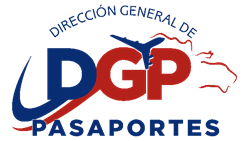 DIRECCIÓN GENERAL DE
DGP
PASAPORTES